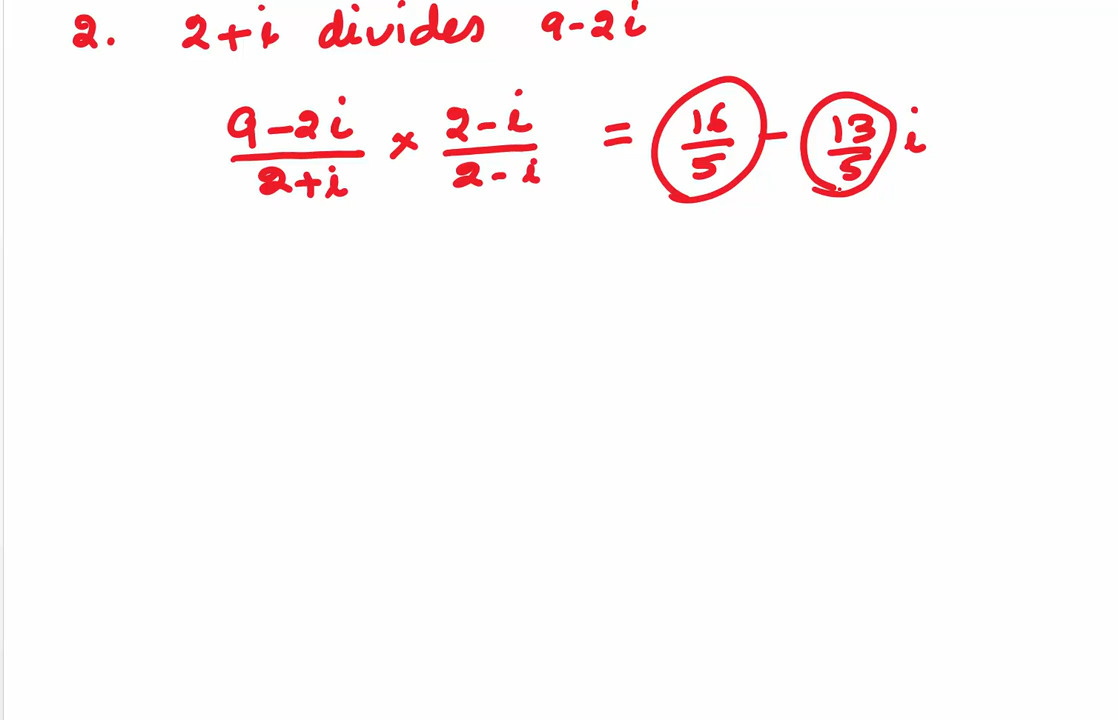 2. 2+i divides 9-2i
9-2i/2+i × 2-i/2-i = 16/5 - 13/5 i